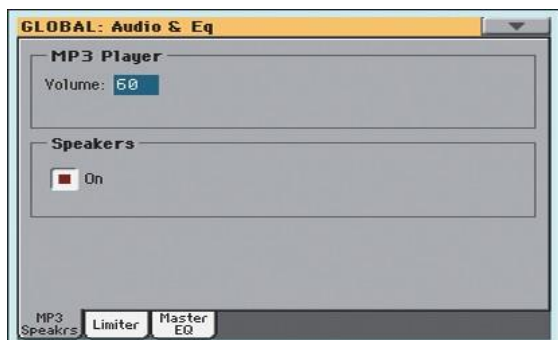 GLOBAL: Audio & Eq
MP3 Player
Volume: 60
Speakers
On
MP3
Speakrs
Limiter
Master
EQ